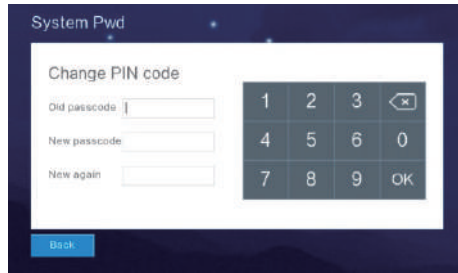 System Pwd
Change PIN code
Old passcode
New passcode
New again
1 2 3
4 5 6 0
7 8 9 OK
Back